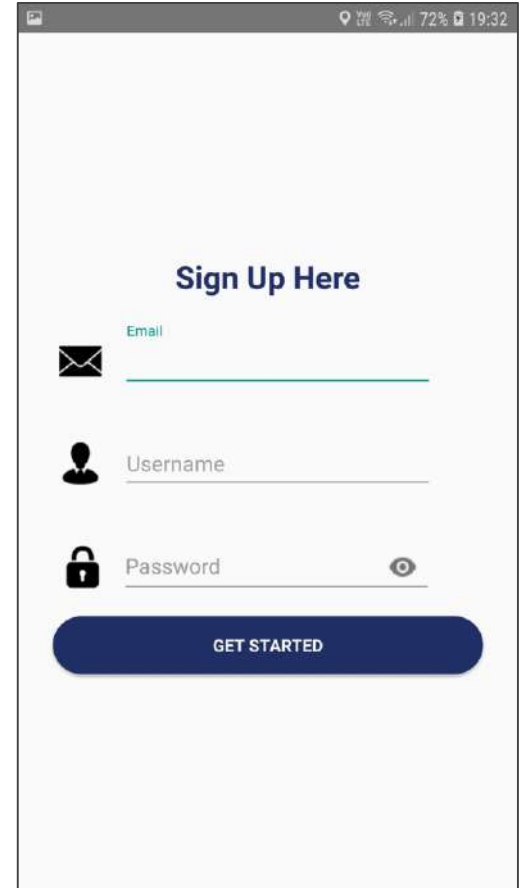 72% 19:32
Sign Up Here
Email
Username
Password
GET STARTED